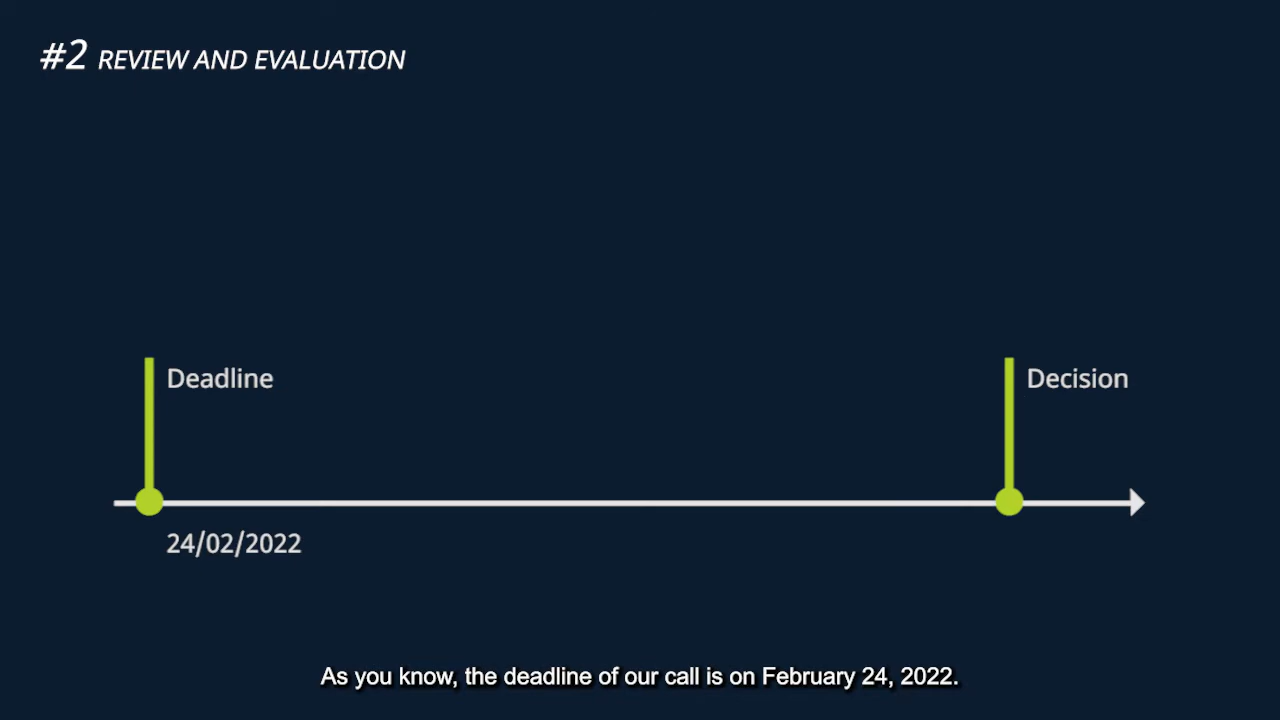 #2 REVIEW AND EVALUATION
Deadline
Decision
24/02/2022
As you know, the deadline of our call is on February 24, 2022.